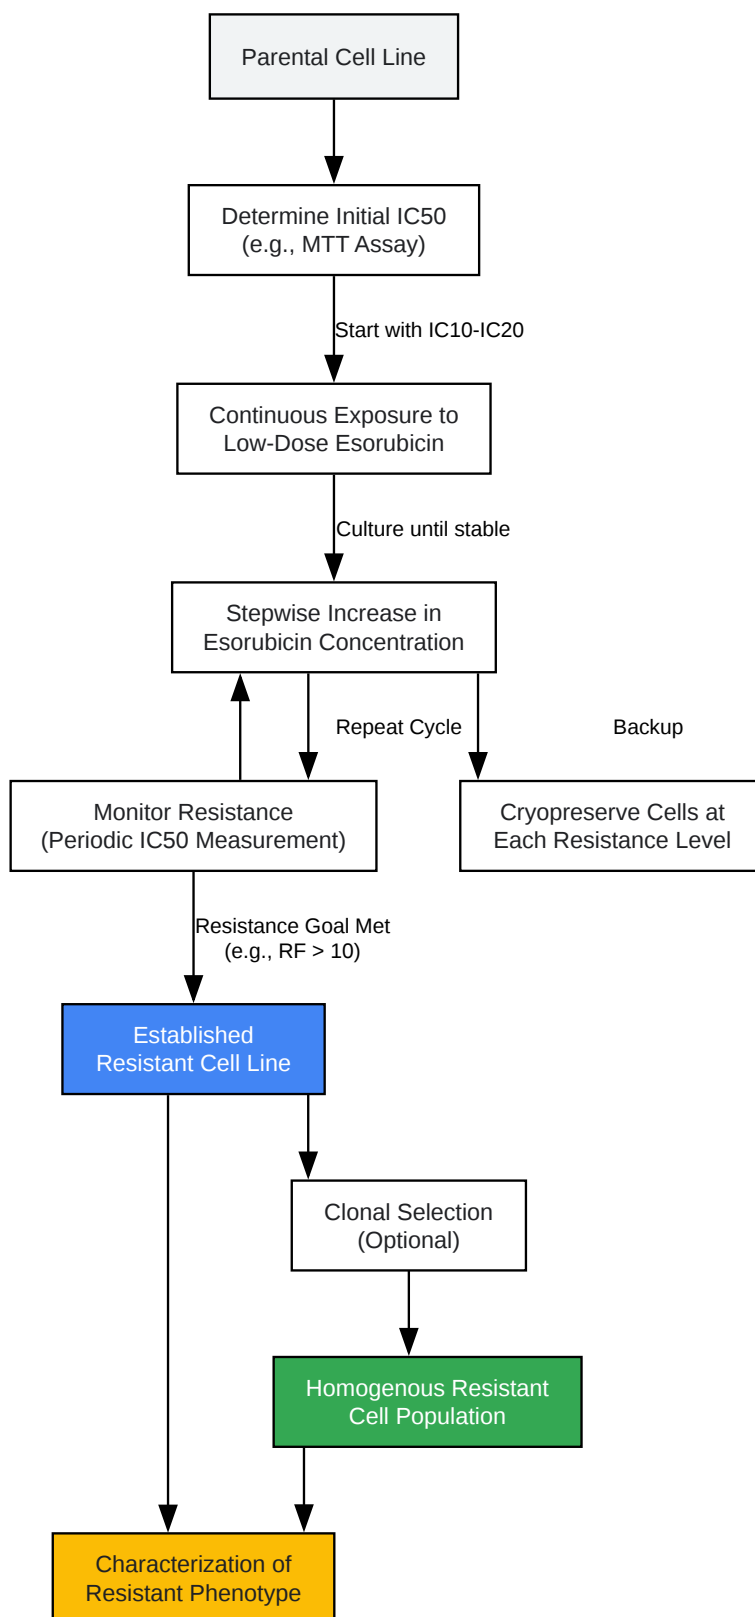 Parental Cell Line
Determine Initial IC50
(e.g., MTT Assay)
Start with IC10-IC20
Continuous Exposure to
Low-Dose Esorubicin
Culture until stable
Stepwise Increase in
Esorubicin Concentration
Repeat Cycle
Backup
Monitor Resistance
(Periodic IC50 Measurement)
Cryopreserve Cells at
Each Resistance Level
Resistance Goal Met
(e.g., RF > 10)
Established
Resistant Cell Line
Clonal Selection
(Optional)
Homogenous Resistant
Cell Population
Characterization of
Resistant Phenotype